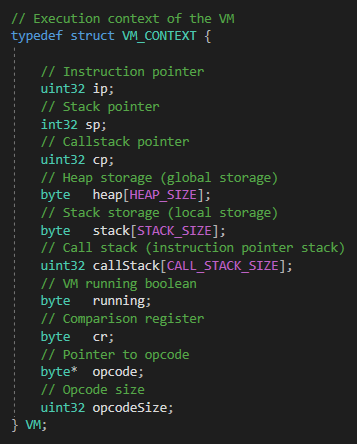 // Execution context of the VM
typedef struct VM_CONTEXT {
// Instruction pointer
uint32 ip;
// Stack pointer
int32 sp;
// Callstack pointer
uint32 cp;
// Heap storage (global storage)
byte   heap[HEAP_SIZE];
// Stack storage (local storage)
byte   stack[STACK_SIZE];
// Call stack (instruction pointer stack)
uint32 callStack[CALL_STACK_SIZE];
// VM running boolean
byte   running;
// Comparison register
byte   cr;
// Pointer to opcode
byte*  opcode;
// Opcode size
uint32 opcodeSize;
} VM;